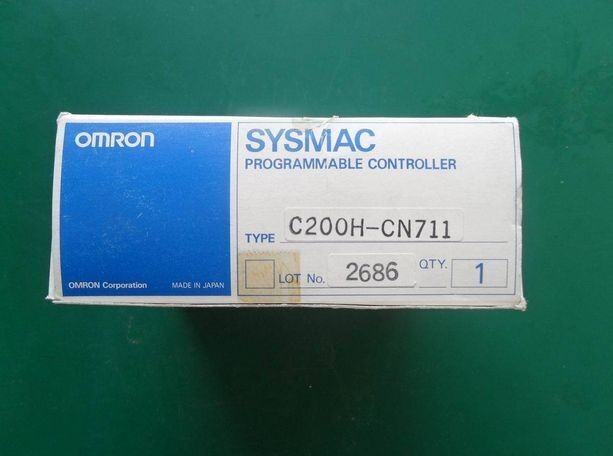 OMRON
SYSMAC
PROGRAMMABLE CONTROLLER
TYPE C200H-CN711
LOT No. 2686 QTY. 1
OMRON Corporation MADE IN JAPAN